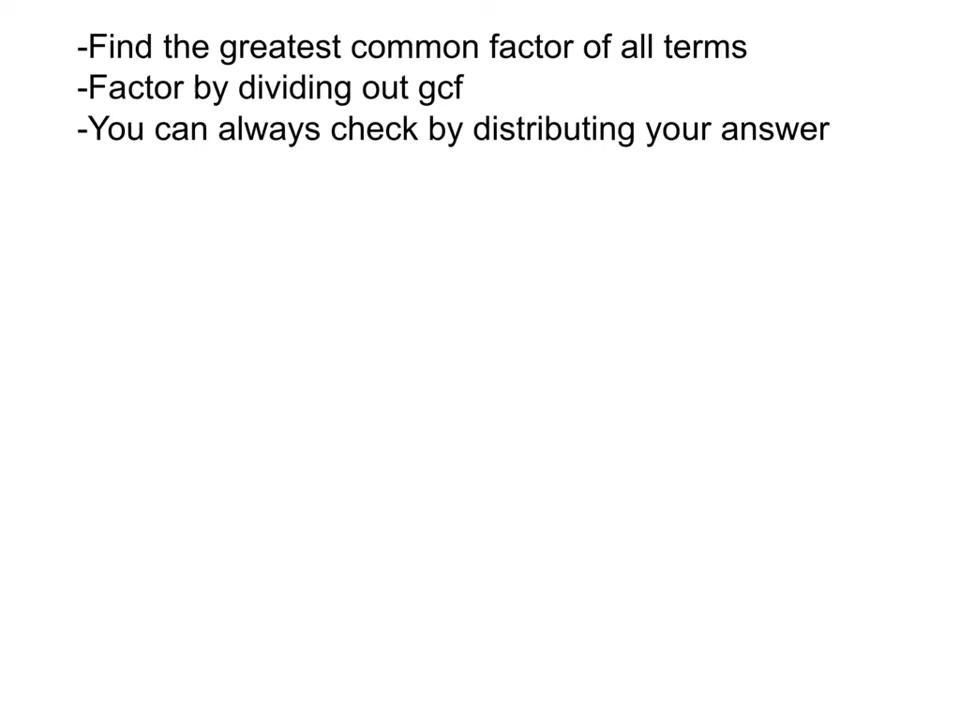 -Find the greatest common factor of all terms
-Factor by dividing out gcf
-You can always check by distributing your answer